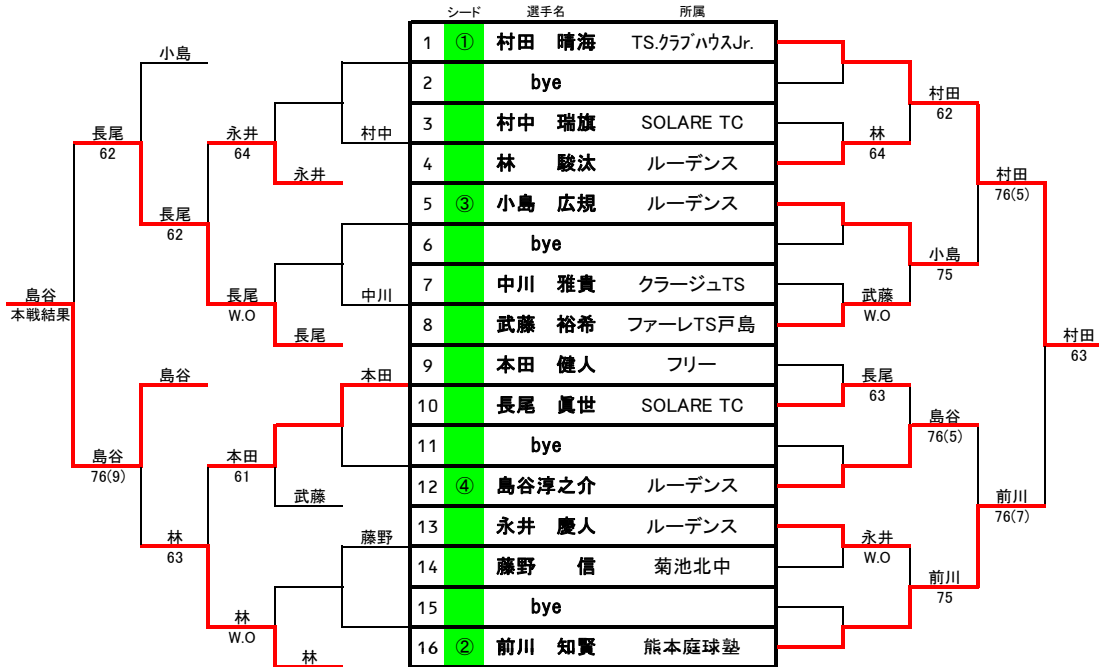 シード 選手名 所属
1 ① 村田 晴海 TS.クラブハウスJr.
2 bye
3 村中 瑞旗 SOLARE TC
4 林 駿汰 ルーデンス
5 ③ 小島 広規 ルーデンス
6 bye
7 中川 雅貴 クラージュTS
8 武藤 裕希 ファーレTS戸島
9 本田 健人 フリー
10 長尾 眞世 SOLARE TC
11 bye
12 ④ 島谷淳之介 ルーデンス
13 永井 慶人 ルーデンス
14 藤野 信 菊池北中
15 bye
16 ② 前川 知賢 熊本庭球塾
村田
62
林
64
村田
76(5)
小島
75
武藤
W.O
村田
63
長尾
63
島谷
76(5)
前川
76(7)
永井
W.O
前川
75
小島
長尾
62
永井
64
村中
永井
長尾
62
島谷
本戦結果
長尾
W.O
中川
長尾
島谷
本田
島谷
76(9)
本田
61
武藤
林
63
藤野
林
W.O
林